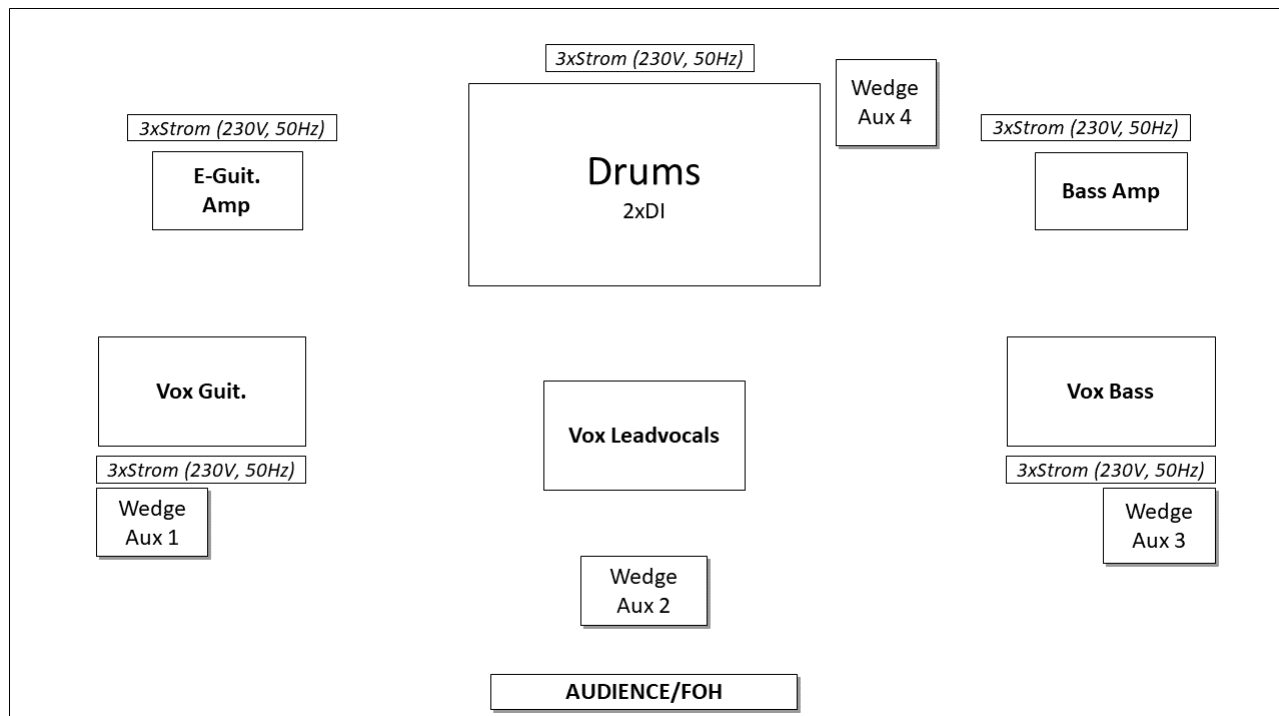 3xStrom (230V, 50Hz)
Wedge
Aux 4
3xStrom (230V, 50Hz)
3xStrom (230V, 50Hz)
E-Guit.
Amp
Drums
2xDI
Bass Amp
Vox Guit.
Vox Leadvocals
Vox Bass
3xStrom (230V, 50Hz)
3xStrom (230V, 50Hz)
Wedge
Aux 1
Wedge
Aux 3
Wedge
Aux 2
AUDIENCE/FOH